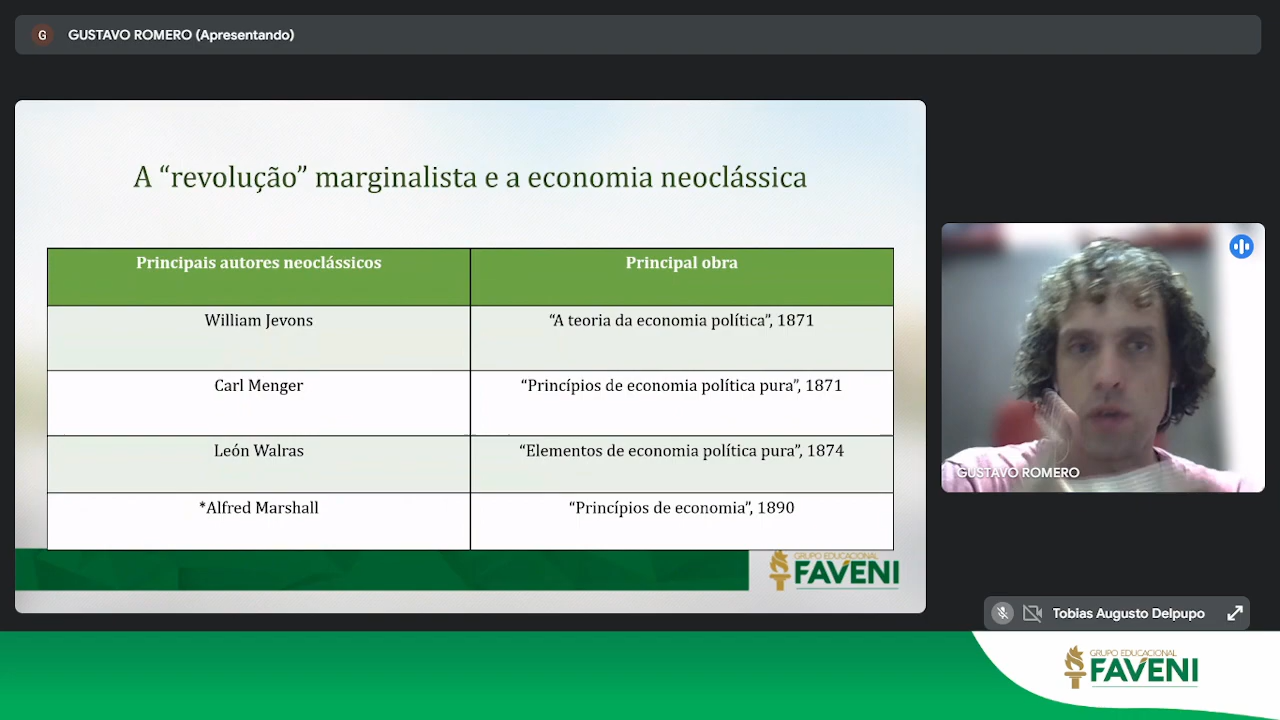 G GUSTAVO ROMERO (Apresentando)
A “revolução” marginalista e a economia neoclássica
Principais autores neoclássicos Principal obra
William Jevons “A teoria da economia política”, 1871
Carl Menger “Princípios de economia política pura”, 1871
León Walras “Elementos de economia política pura”, 1874
*Alfred Marshall “Princípios de economia”, 1890
GRUPO EDUCACIONAL
FAVENI
GUSTAVO ROMERO
Tobias Augusto Delpupo
GRUPO EDUCACIONAL
FAVENI